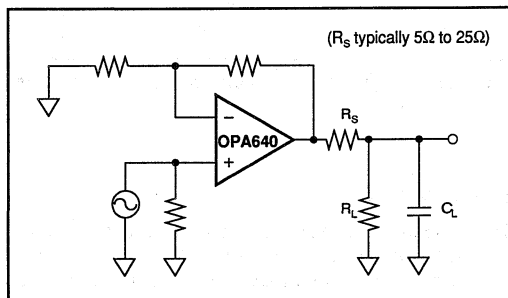 (RS typically 5Ω to 25Ω)
RS
−
OPA640
+
RL
CL